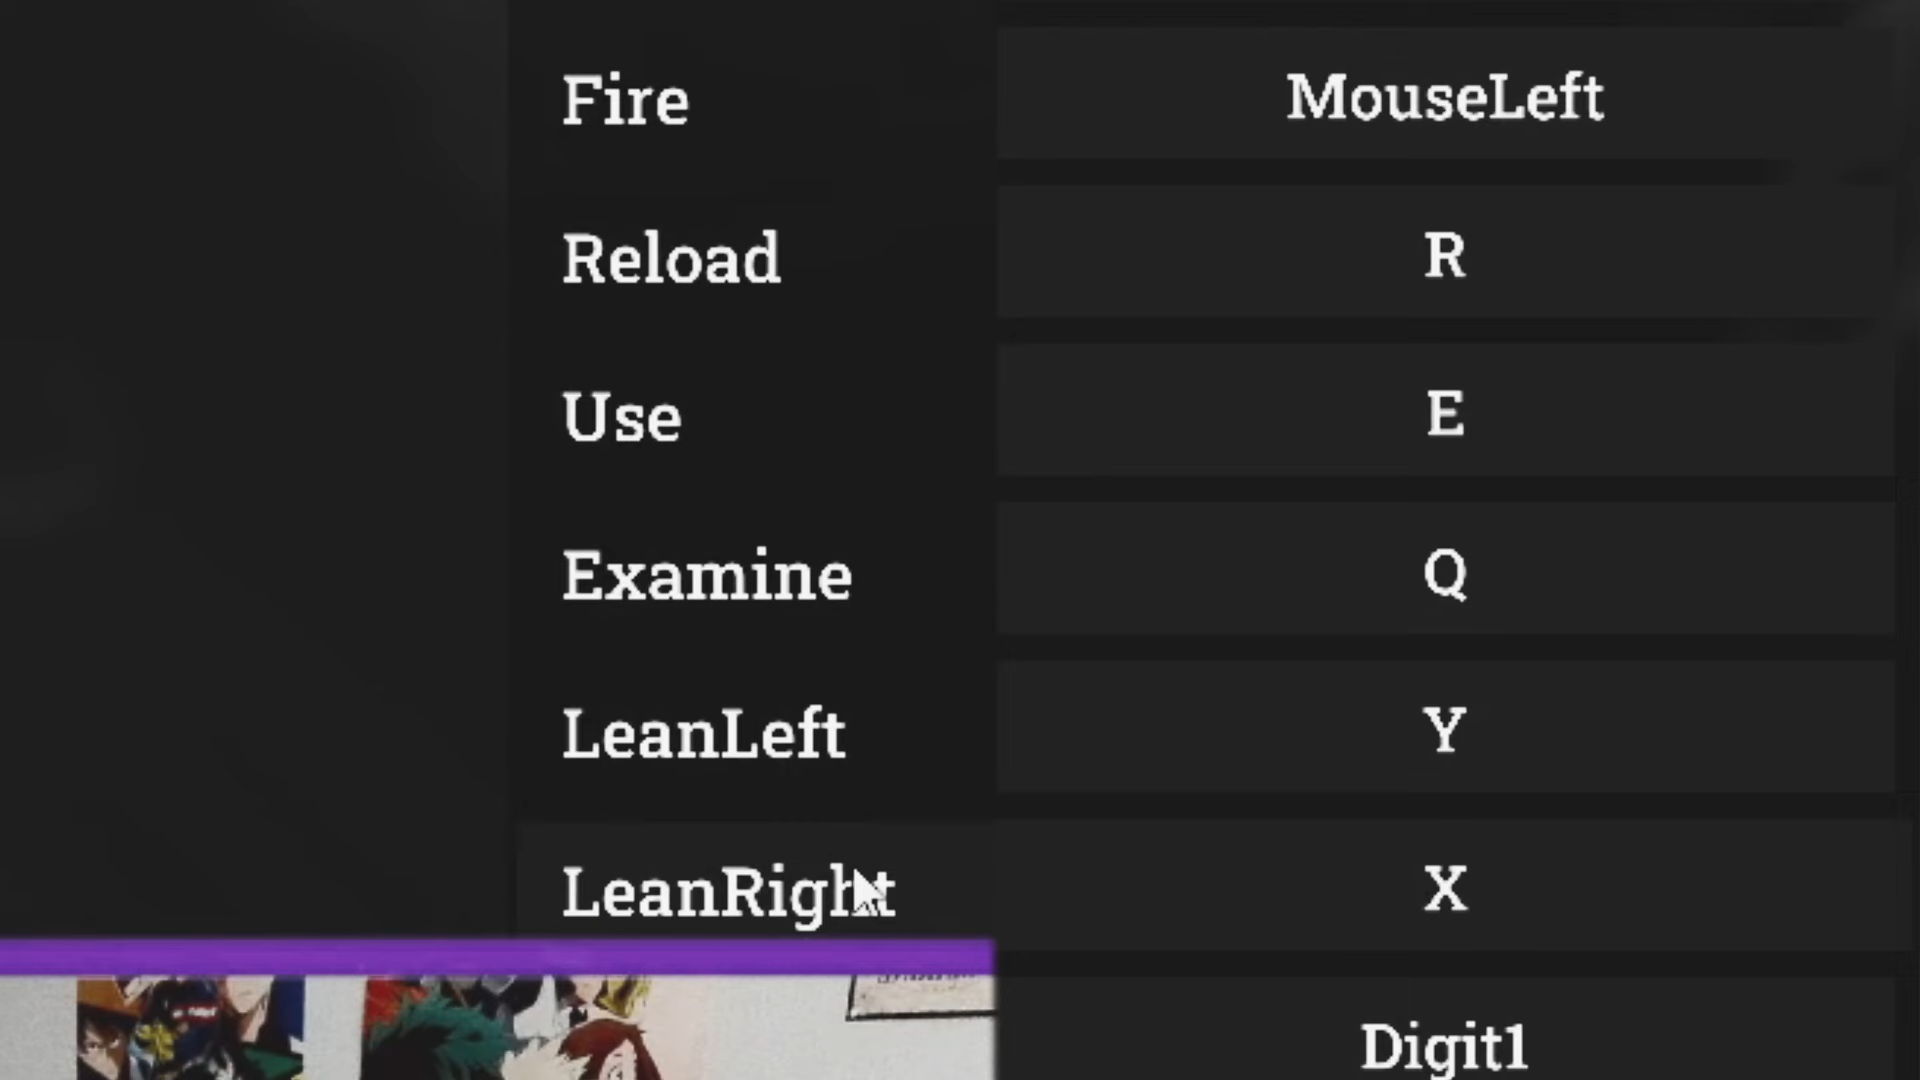 Fire MouseLeft
Reload R
Use E
Examine Q
LeanLeft Y
LeanRight X
Digit1